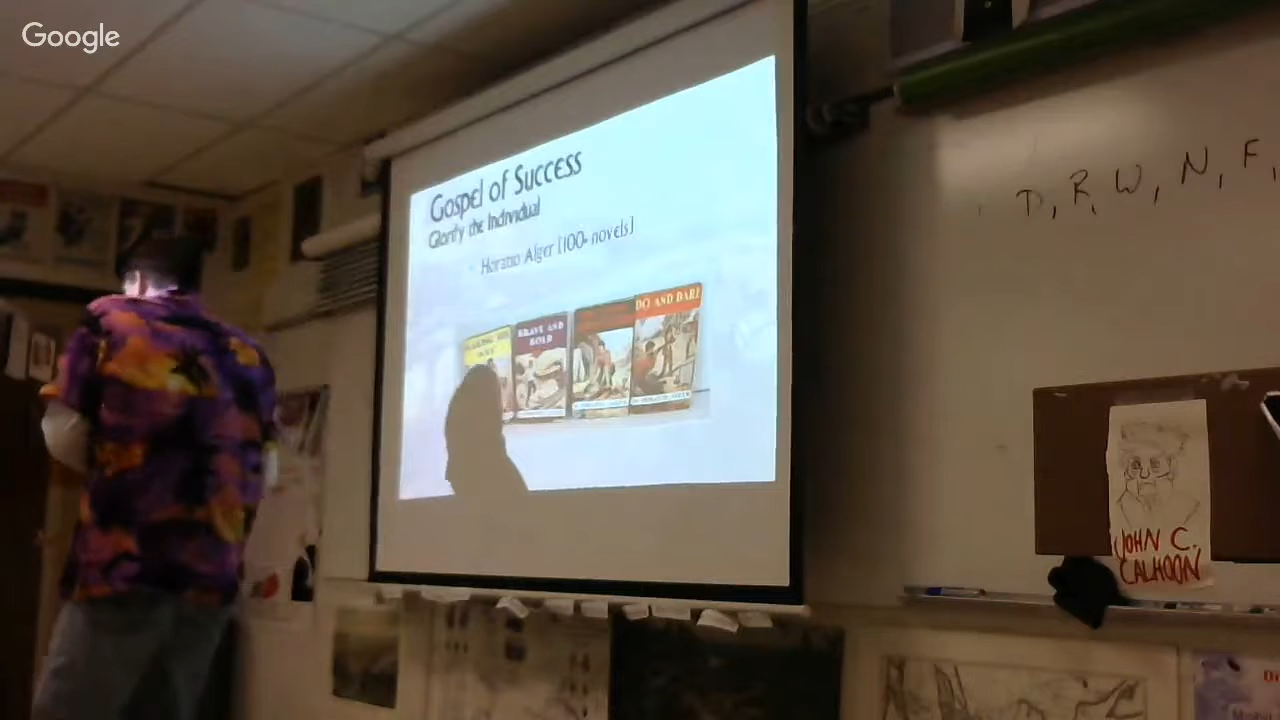 Google
Gospel of Success
Glorify the Individual
Horatio Alger [100+ novels]
BRAVE AND
BOLD
DO AND DARE
D, R, W, N, F,
JOHN C.
CALHOON